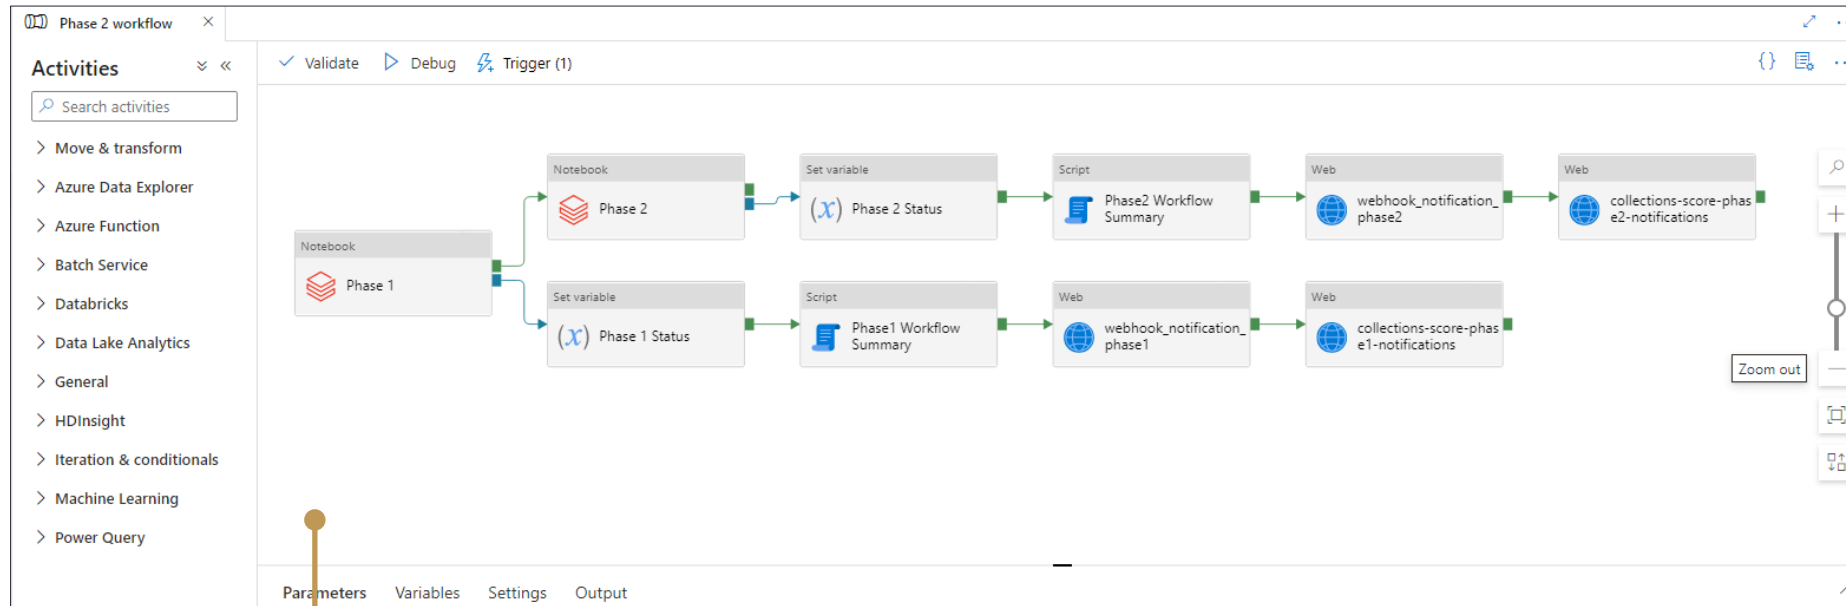 Phase 2 workflow
Activities
Search activities
Move & transform
Azure Data Explorer
Azure Function
Batch Service
Databricks
Data Lake Analytics
General
HDInsight
Iteration & conditionals
Machine Learning
Power Query
Validate
Debug
Trigger (1)
Notebook
Phase 1
Notebook
Phase 2
Set variable
(x) Phase 2 Status
Script
Phase2 Workflow
Summary
Web
webhook_notification_
phase2
Web
collections-score-phas
e2-notifications
Set variable
(x) Phase 1 Status
Script
Phase1 Workflow
Summary
Web
webhook_notification_
phase1
Web
collections-score-phas
e1-notifications
Zoom out
Parameters
Variables
Settings
Output